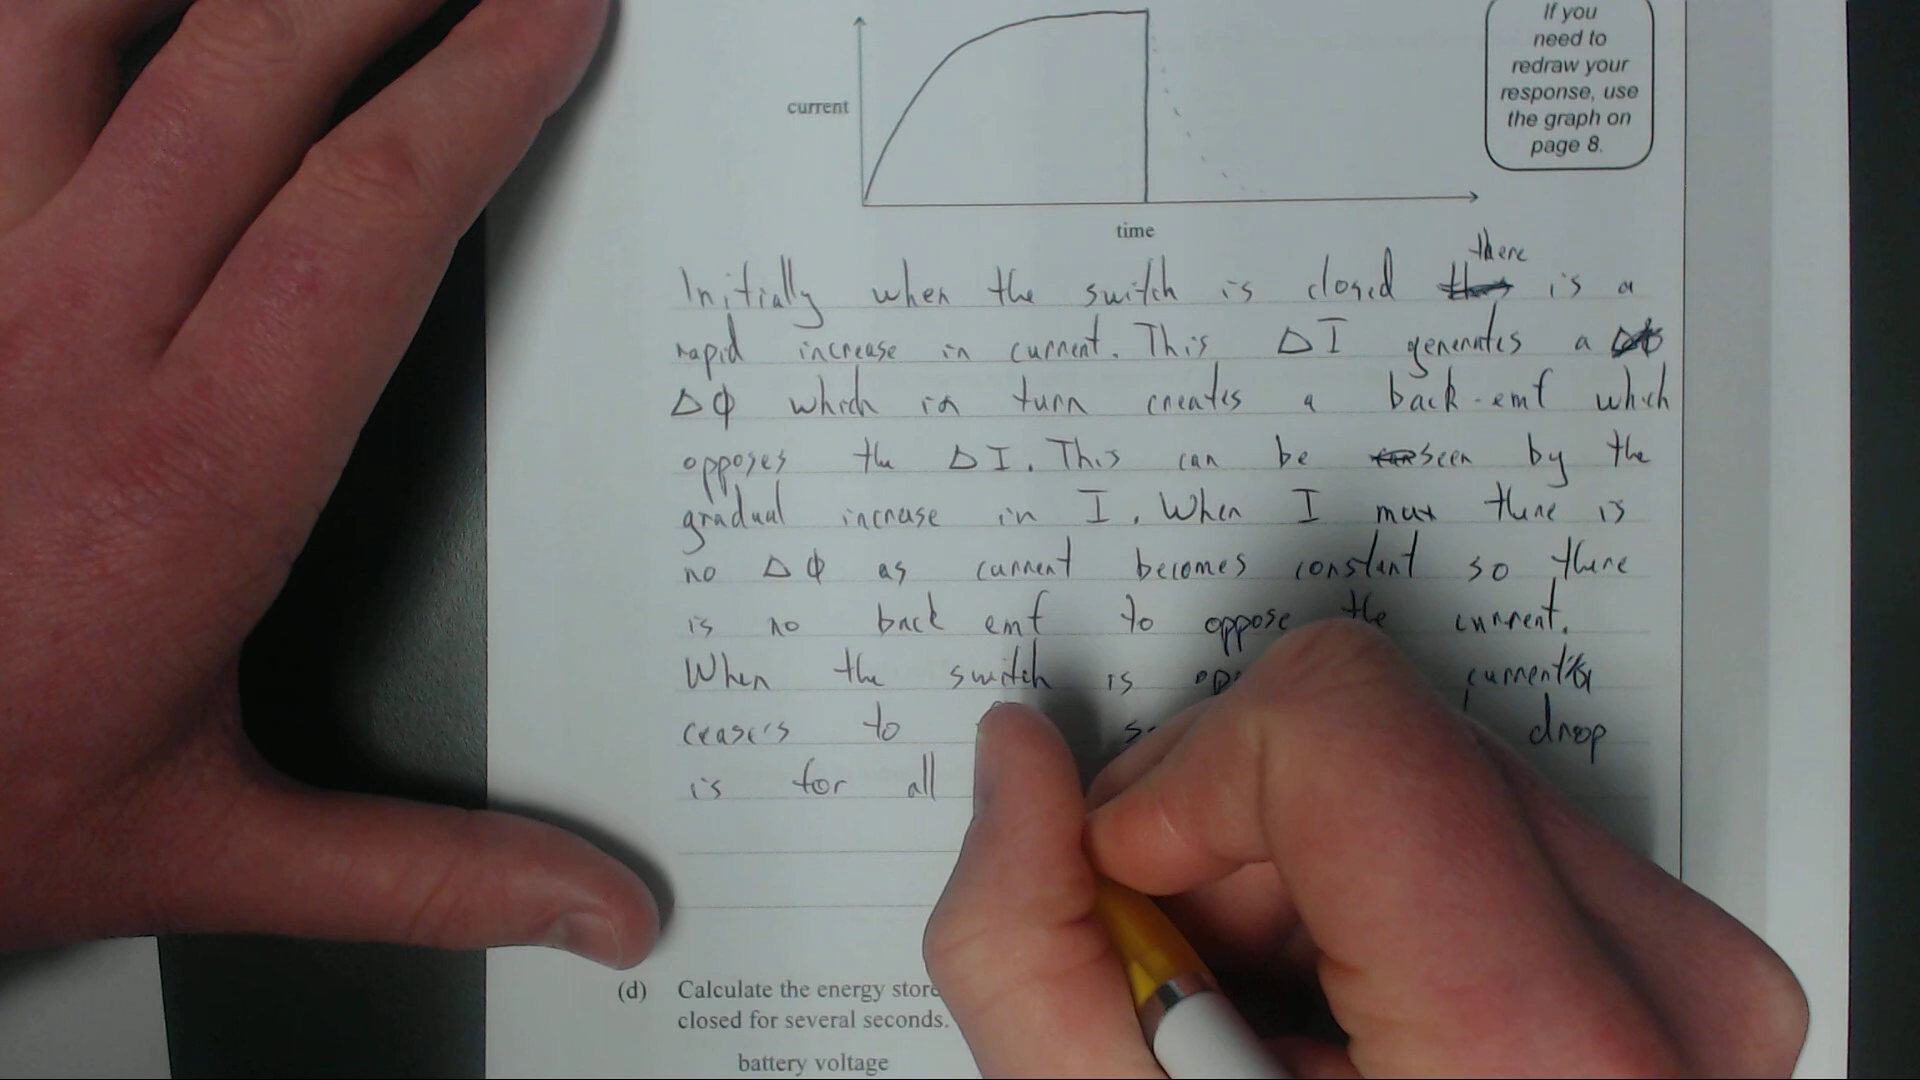 If you
need to
redraw your
response, use
the graph on
page 8.
current
time
there
Initially when the switch is closed is a
rapid increase in current. This ΔI generates a
Δφ which in turn creates a back-emf which
opposes the ΔI. This can be seen by the
gradual increase in I. When I max there is
no Δφ as current becomes constant so there
is no back emf to oppose the current.
When the switch is current
ceases to drop
is for all
(d) Calculate the energy
closed for several seconds.
battery voltage